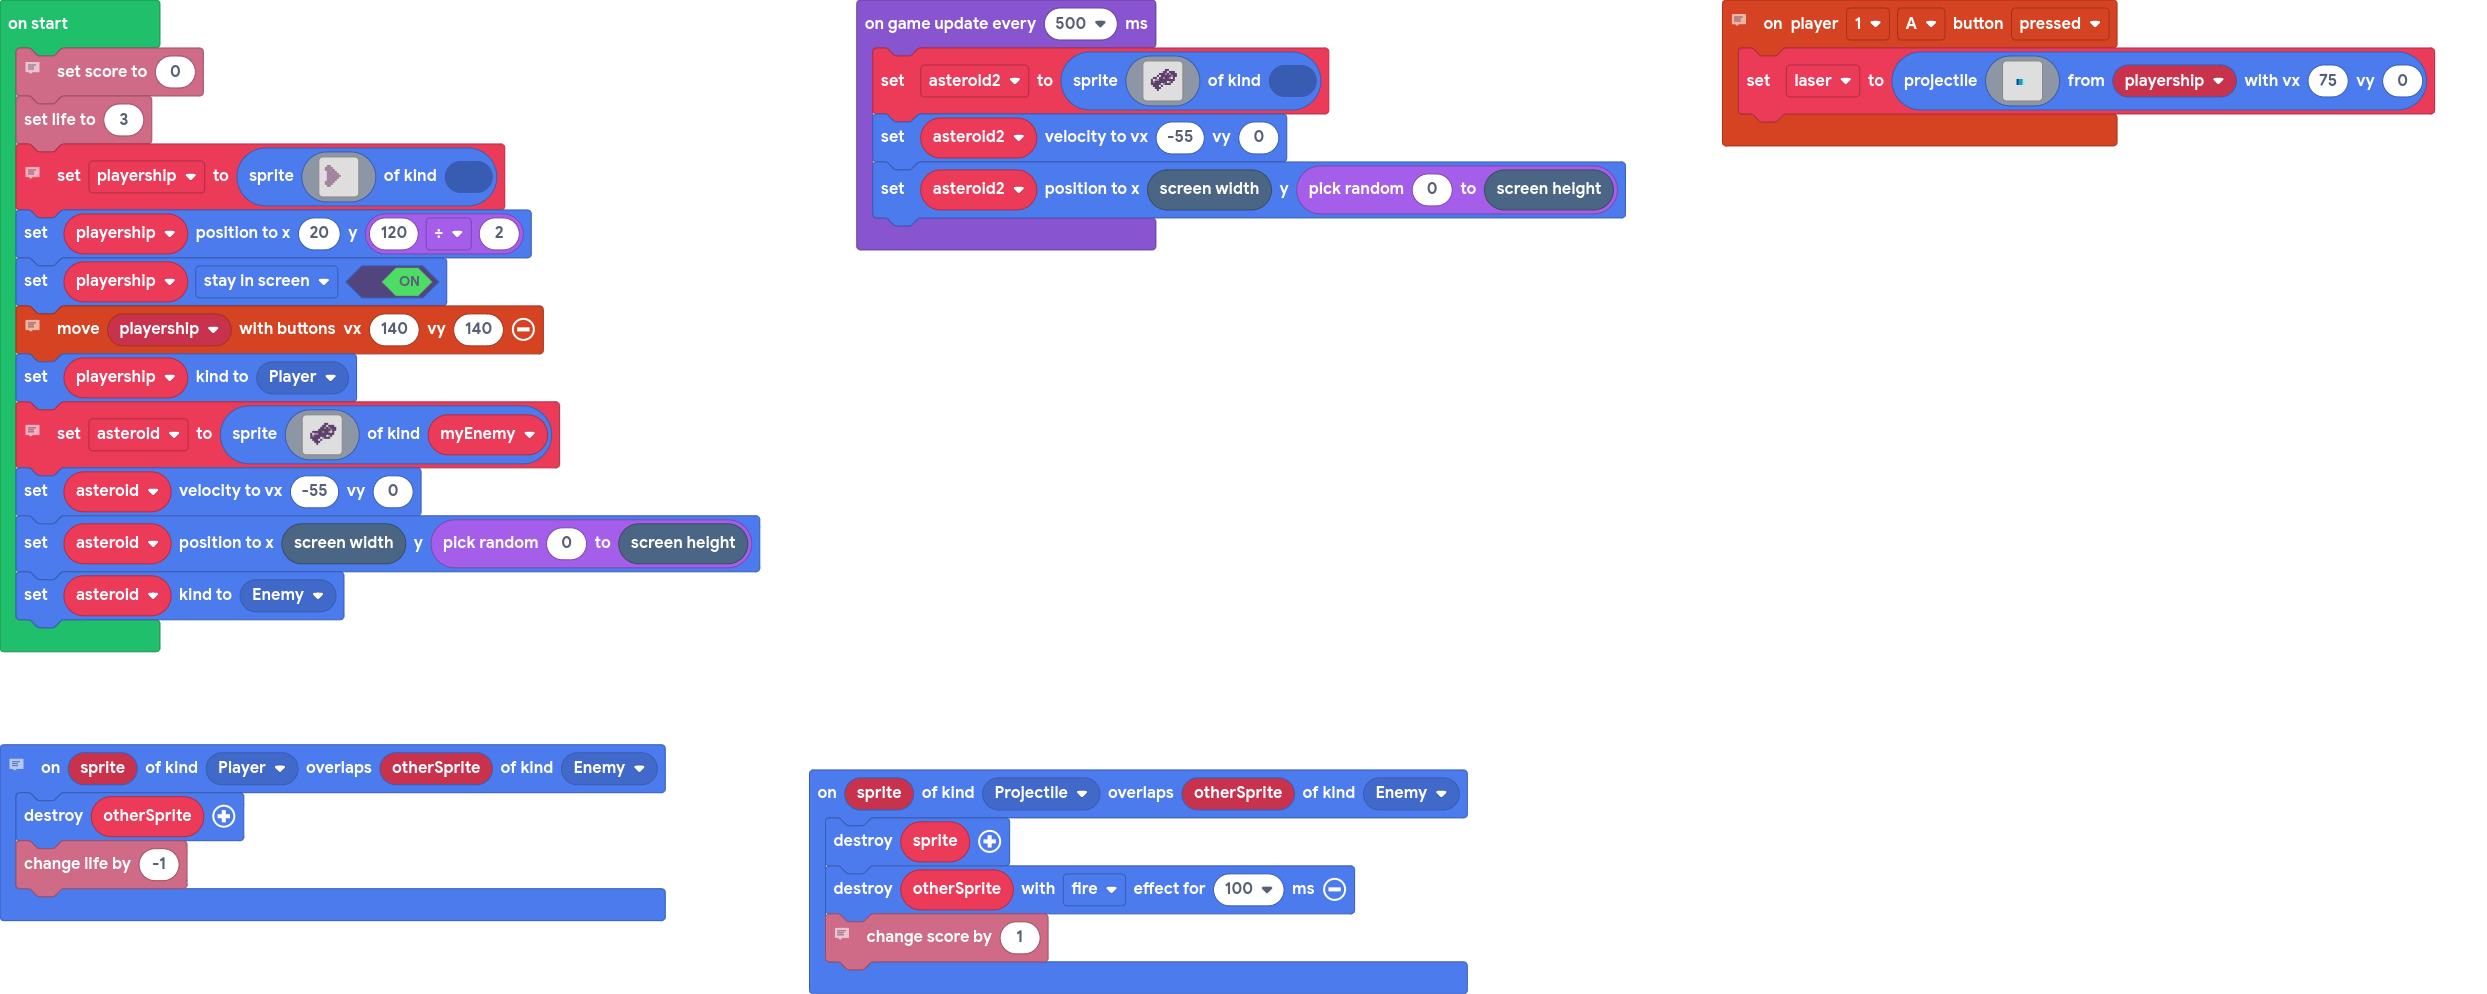 on start
set score to 0
set life to 3
set playership to sprite of kind
set playership position to x 20 y 120 ÷ 2
set playership stay in screen ON
move playership with buttons vx 140 vy 140
set playership kind to Player
set asteroid to sprite of kind myEnemy
set asteroid velocity to vx -55 vy 0
set asteroid position to x screen width y pick random 0 to screen height
set asteroid kind to Enemy
on game update every 500 ms
set asteroid2 to sprite of kind
set asteroid2 velocity to vx -55 vy 0
set asteroid2 position to x screen width y pick random 0 to screen height
on player 1 A button pressed
set laser to projectile from playership with vx 75 vy 0
on sprite of kind Player overlaps otherSprite of kind Enemy
destroy otherSprite
change life by -1
on sprite of kind Projectile overlaps otherSprite of kind Enemy
destroy sprite
destroy otherSprite with fire effect for 100 ms
change score by 1